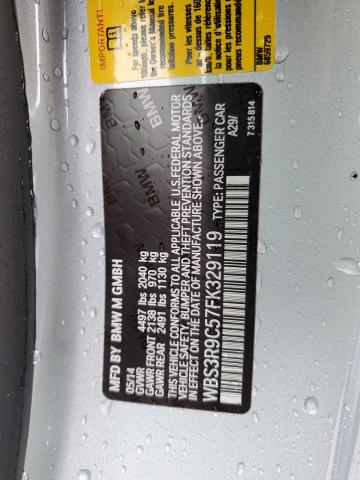 IMPORTANT
BMW
6859729
MFD BY BMW M GMBH
05/14
GVWR 4497 lbs 2040 kg
GAWR FRONT 2138 lbs 970 kg
GAWR REAR 2491 lbs 1130 kg
THIS VEHICLE CONFORMS TO ALL APPLICABLE U.S.FEDERAL MOTOR
VEHICLE SAFETY, BUMPER AND THEFT PREVENTION STANDARDS
IN EFFECT ON THE DATE OF MANUFACTURE SHOWN ABOVE.
WBS3R9C57FK329119 TYPE: PASSENGER CAR
A29/
7 315 814
BMW
BMW